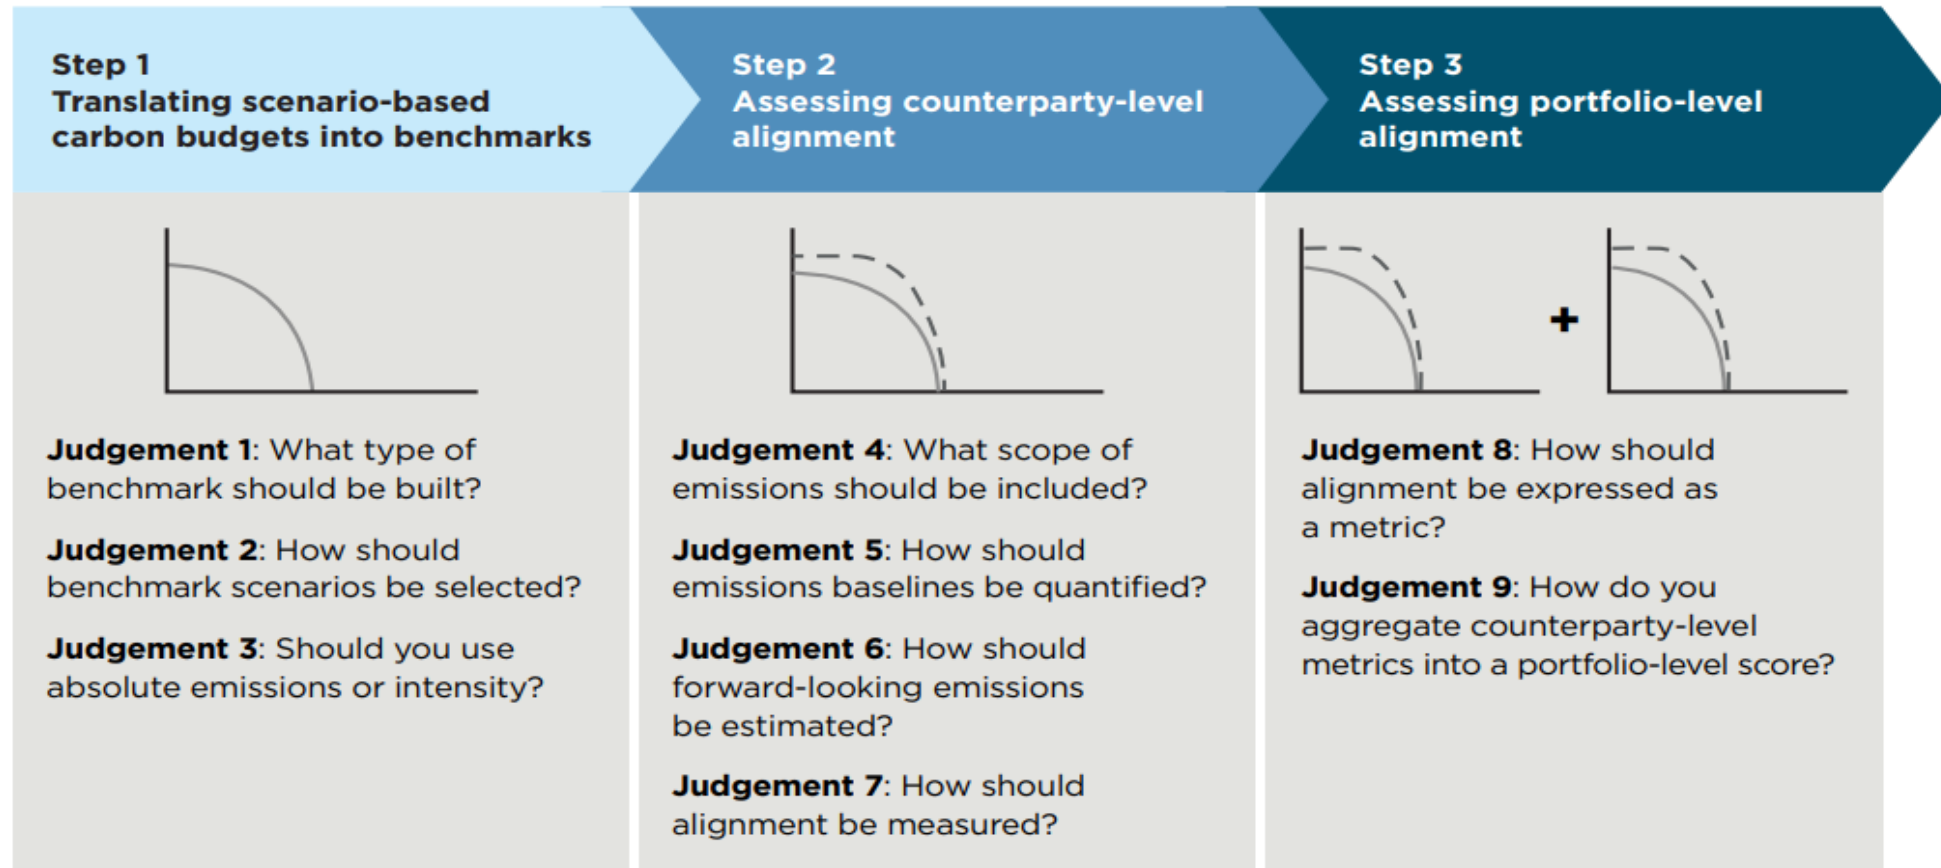 Step 1
Translating scenario-based
carbon budgets into benchmarks
Step 2
Assessing counterparty-level
alignment
Step 3
Assessing portfolio-level
alignment
Judgement 1: What type of
benchmark should be built?
Judgement 2: How should
benchmark scenarios be selected?
Judgement 3: Should you use
absolute emissions or intensity?
Judgement 4: What scope of
emissions should be included?
Judgement 5: How should
emissions baselines be quantified?
Judgement 6: How should
forward-looking emissions
be estimated?
Judgement 7: How should
alignment be measured?
+
Judgement 8: How should
alignment be expressed as
a metric?
Judgement 9: How do you
aggregate counterparty-level
metrics into a portfolio-level score?